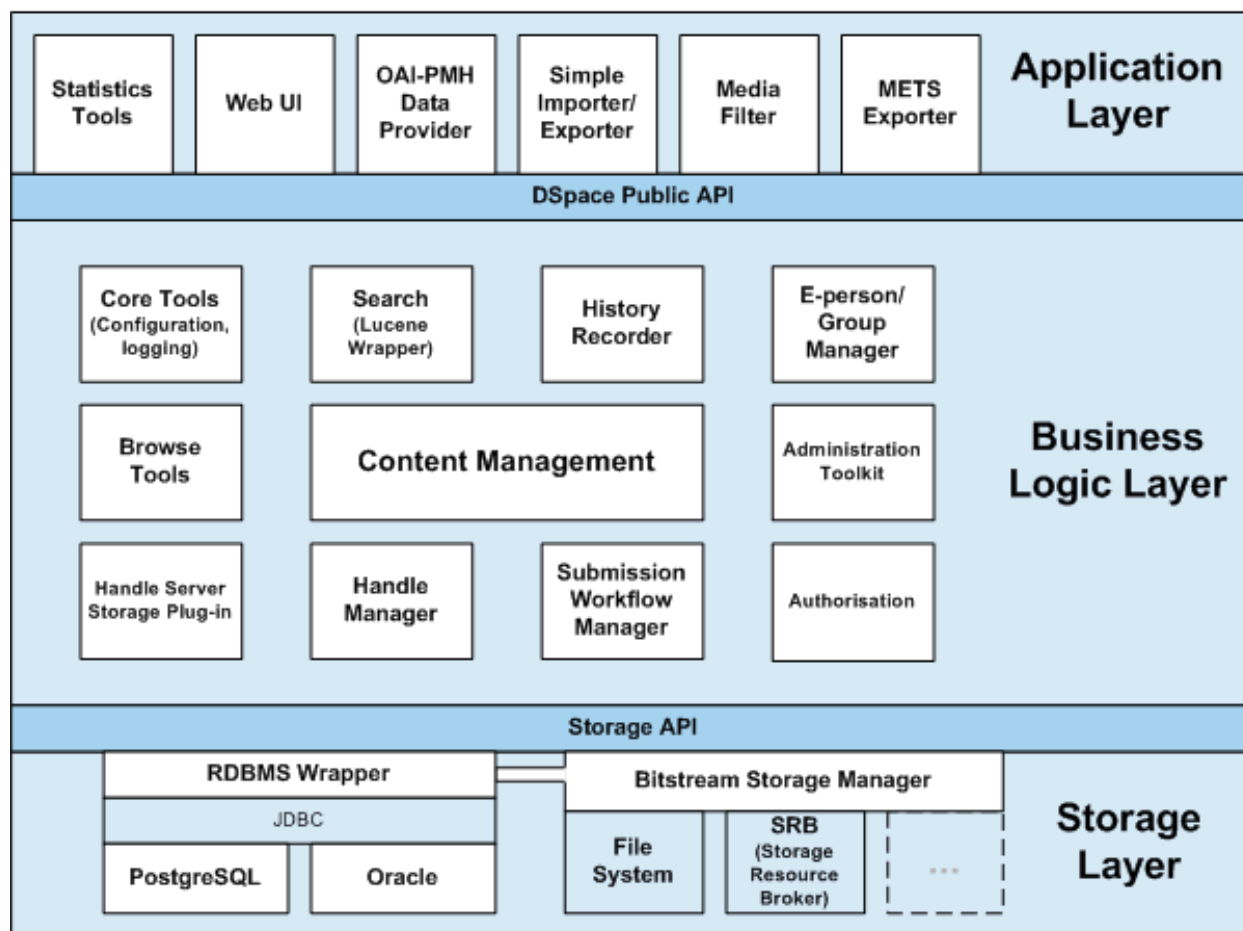 Statistics
Tools
Web UI
OAI-PMH
Data
Provider
Simple
Importer/
Exporter
Media
Filter
METS
Exporter
Application
Layer
DSpace Public API
Core Tools
(Configuration,
logging)
Search
(Lucene
Wrapper)
History
Recorder
E-person/
Group
Manager
Browse
Tools
Content Management
Administration
Toolkit
Business
Logic Layer
Handle Server
Storage Plug-in
Handle
Manager
Submission
Workflow
Manager
Authorisation
Storage API
RDBMS Wrapper
Bitstream Storage Manager
JDBC
PostgreSQL
Oracle
File
System
SRB
(Storage
Resource
Broker)
...
Storage
Layer